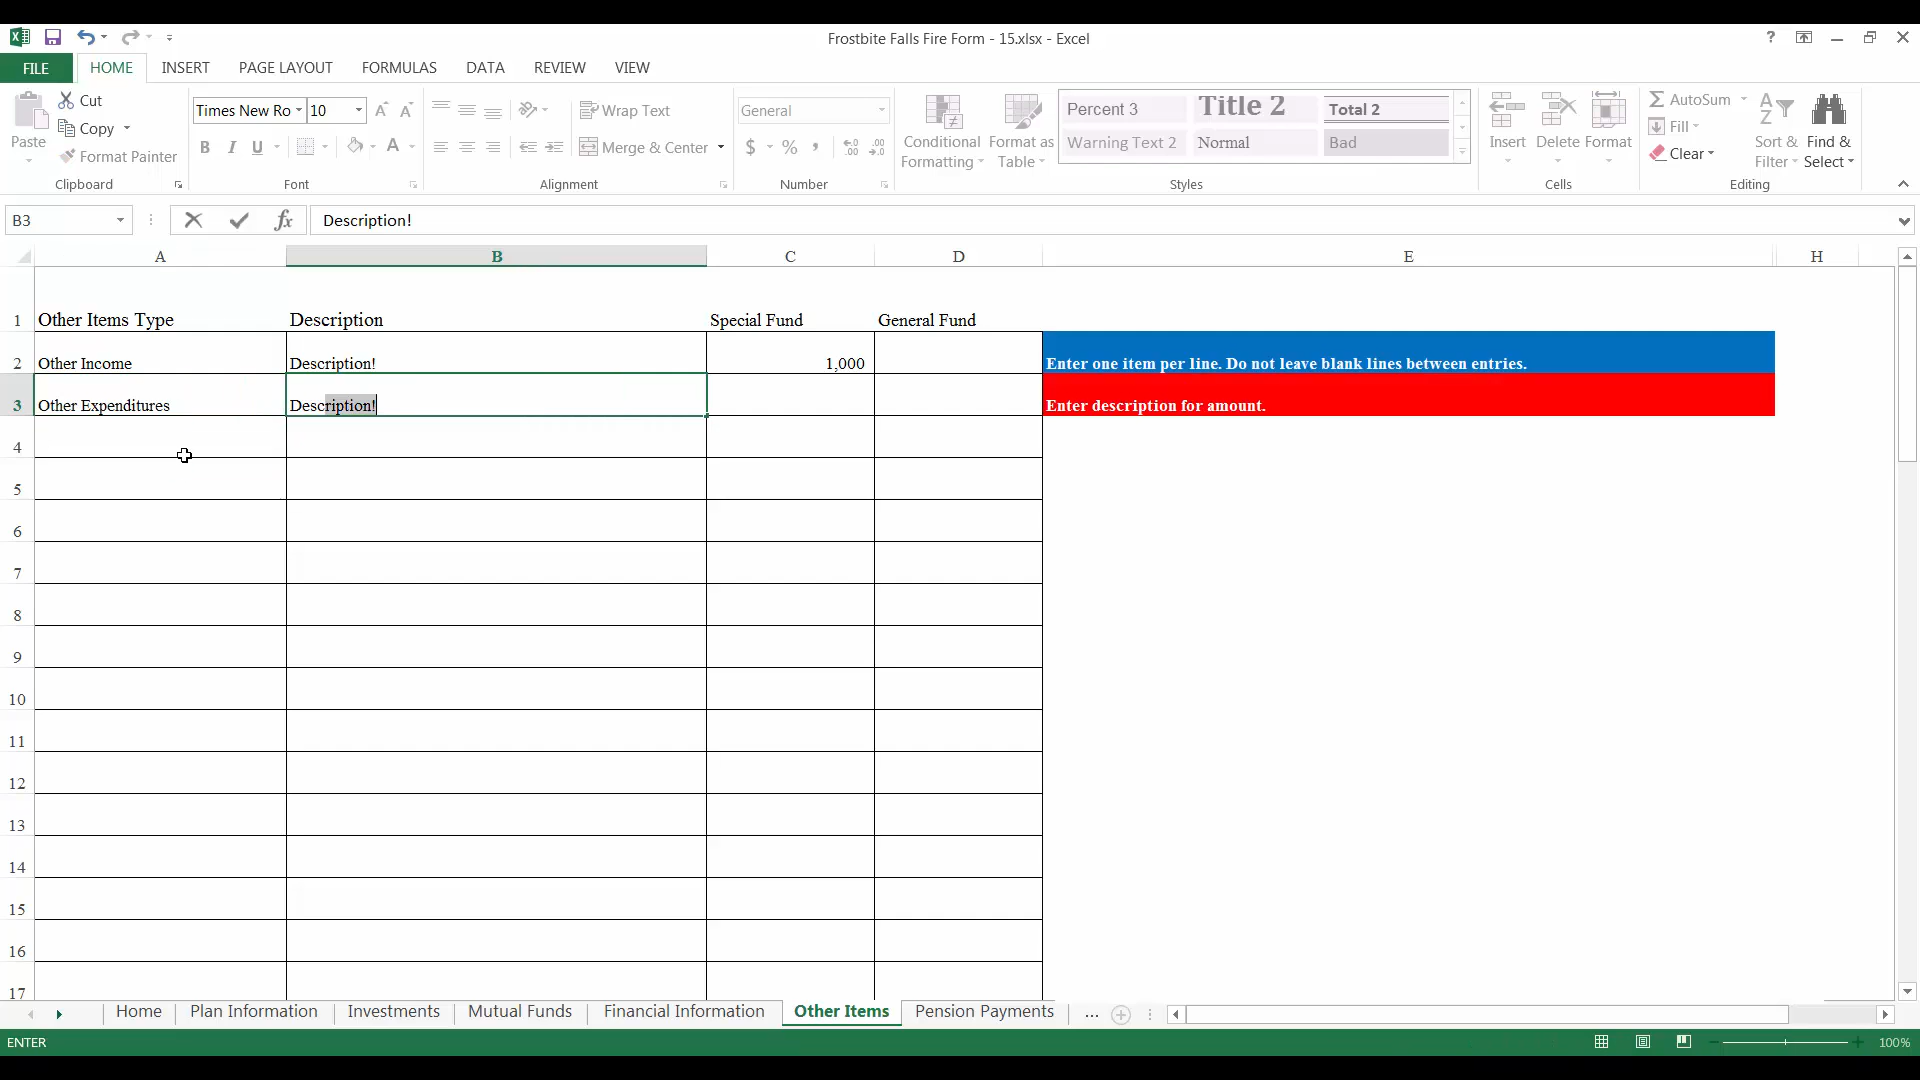 Frostbite Falls Fire Form - 15.xlsx - Excel
FILE HOME INSERT PAGE LAYOUT FORMULAS DATA REVIEW VIEW
Paste
Cut
Copy
Format Painter
Clipboard
Times New Ro 10
B I U A
Font
Wrap Text
Merge & Center
Alignment
General
$ % ,
Number
Conditional Formatting
Format as Table
Percent 3 Title 2 Total 2
Warning Text 2 Normal Bad
Styles
Insert Delete Format
Cells
AutoSum
Fill
Clear
Sort & Filter
Find & Select
Editing
B3 fx Description!
A B C D E H
1 Other Items Type Description Special Fund General Fund
2 Other Income Description! 1,000 Enter one item per line. Do not leave blank lines between entries.
3 Other Expenditures Description! Enter description for amount.
4
5
6
7
8
9
10
11
12
13
14
15
16
17
Home Plan Information Investments Mutual Funds Financial Information Other Items Pension Payments ...
ENTER 100%